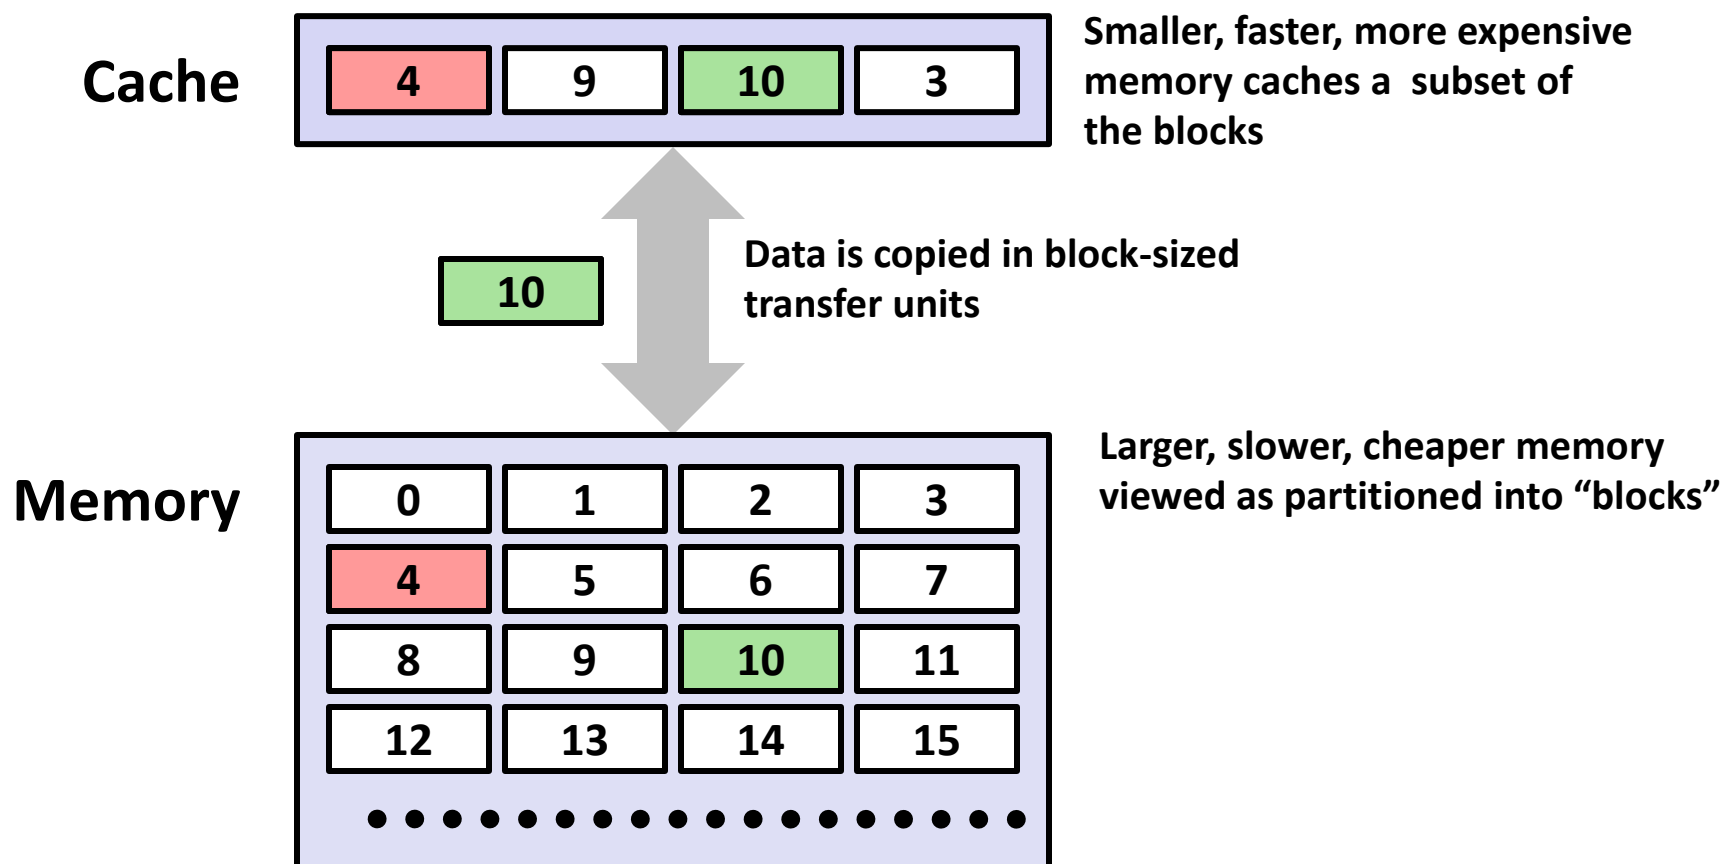 Cache
4 9 10 3
Smaller, faster, more expensive
memory caches a  subset of
the blocks
10
Data is copied in block-sized
transfer units
Memory
0 1 2 3
4 5 6 7
8 9 10 11
12 13 14 15
Larger, slower, cheaper memory
viewed as partitioned into “blocks”